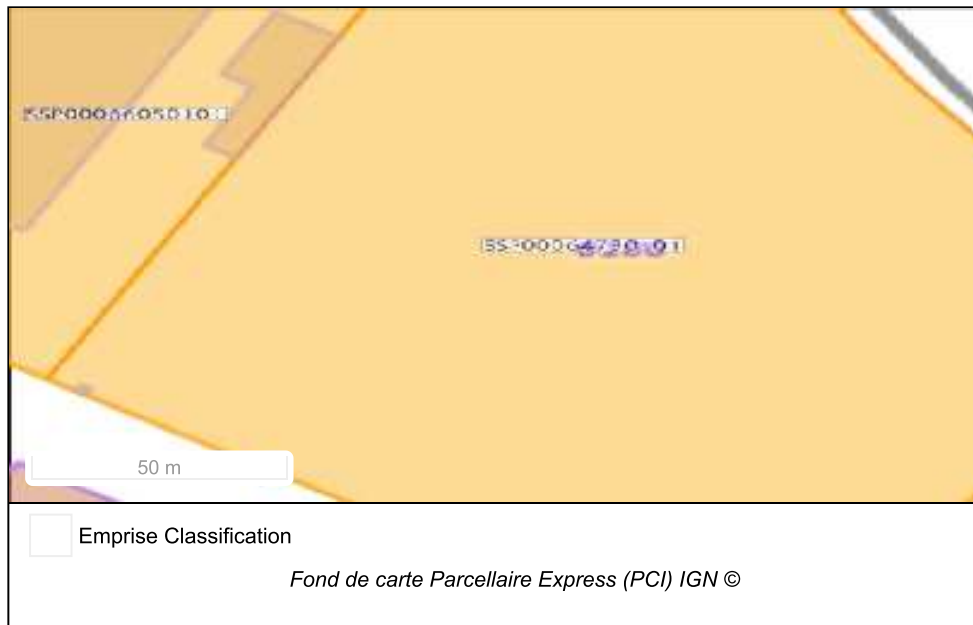 50 m
Emprise Classification
Fond de carte Parcellaire Express (PCI) IGN ©